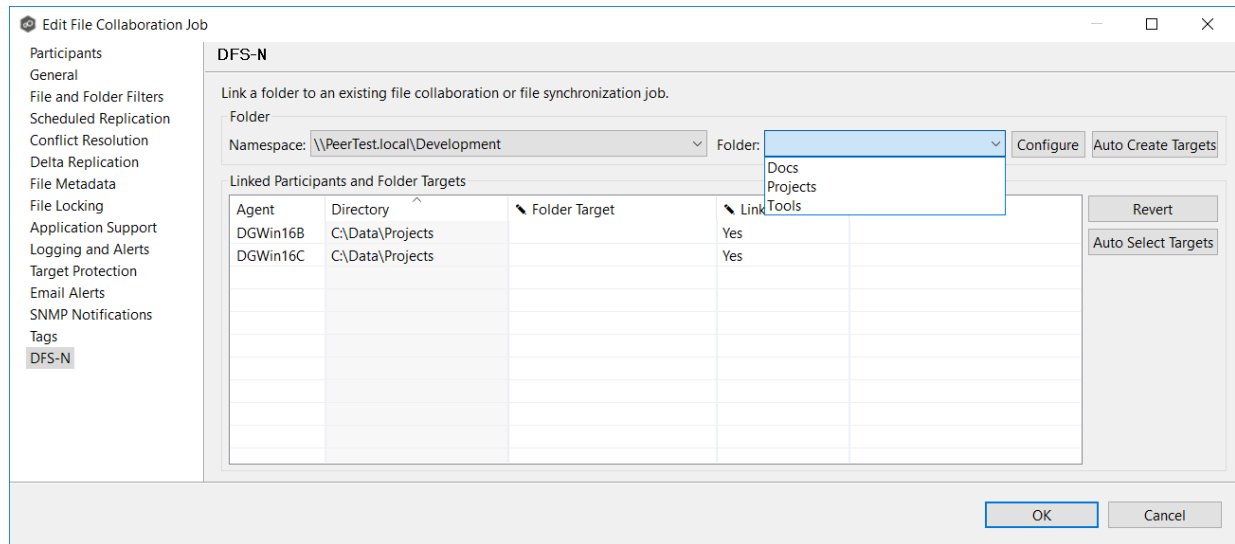 Edit File Collaboration Job
Participants
General
File and Folder Filters
Scheduled Replication
Conflict Resolution
Delta Replication
File Metadata
File Locking
Application Support
Logging and Alerts
Target Protection
Email Alerts
SNMP Notifications
Tags
DFS-N
DFS-N
Link a folder to an existing file collaboration or file synchronization job.
Folder
Namespace: \\PeerTest.local\Development Folder: Configure Auto Create Targets
Docs
Projects
Tools
Linked Participants and Folder Targets
Agent Directory Folder Target Link
DGWin16B C:\Data\Projects Yes
DGWin16C C:\Data\Projects Yes
Revert
Auto Select Targets
OK Cancel